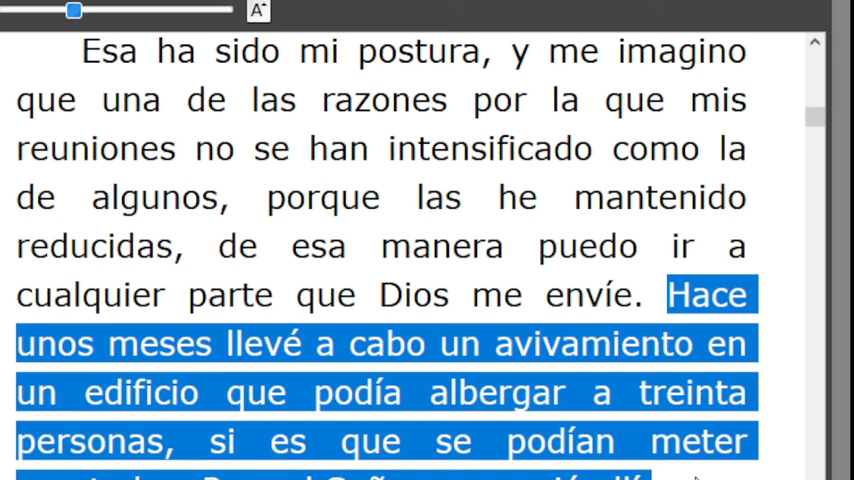 A
Esa ha sido mi postura, y me imagino
que una de las razones por la que mis
reuniones no se han intensificado como la
de algunos, porque las he mantenido
reducidas, de esa manera puedo ir a
cualquier parte que Dios me envíe. Hace
unos meses llevé a cabo un avivamiento en
un edificio que podía albergar a treinta
personas, si es que se podían meter